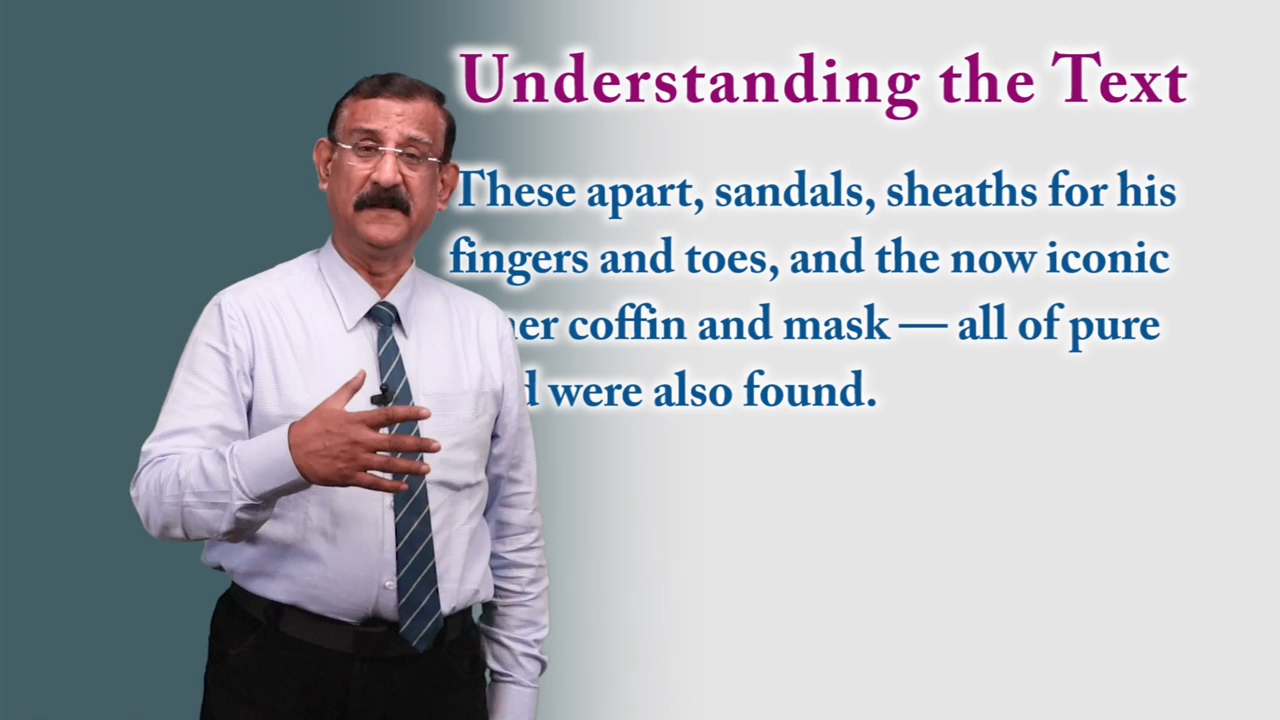 Understanding the Text
These apart, sandals, sheaths for his
fingers and toes, and the now iconic
coffin and mask — all of pure
were also found.